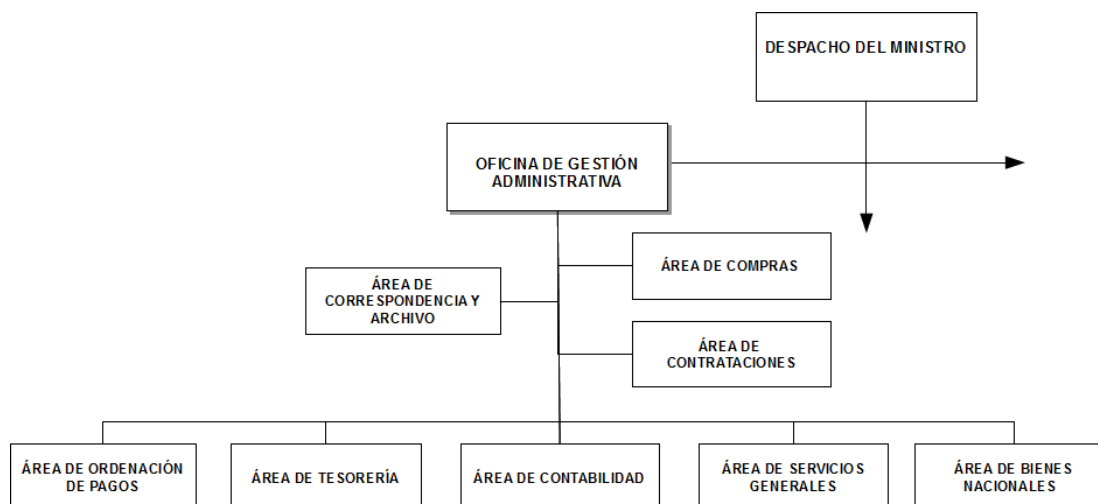 DESPACHO DEL MINISTRO
OFICINA DE GESTIÓN
ADMINISTRATIVA
ÁREA DE COMPRAS
ÁREA DE
CORRESPONDENCIA Y
ARCHIVO
ÁREA DE
CONTRATACIONES
ÁREA DE ORDENACIÓN
DE PAGOS
ÁREA DE TESORERÍA
ÁREA DE CONTABILIDAD
ÁREA DE SERVICIOS
GENERALES
ÁREA DE BIENES
NACIONALES